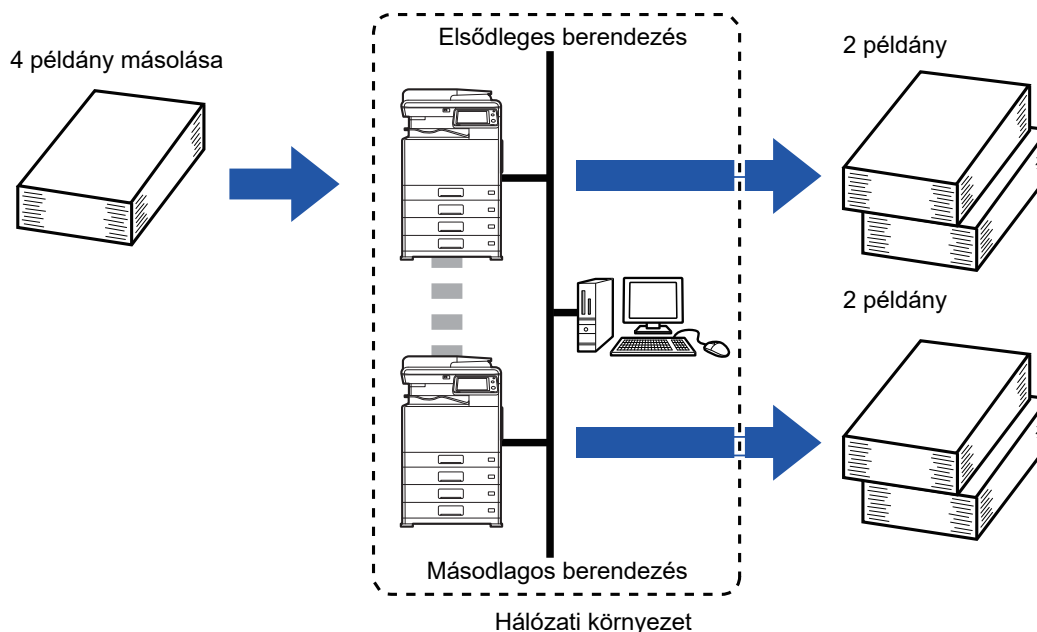 Elsődleges berendezés
4 példány másolása
2 példány
2 példány
Másodlagos berendezés
Hálózati környezet